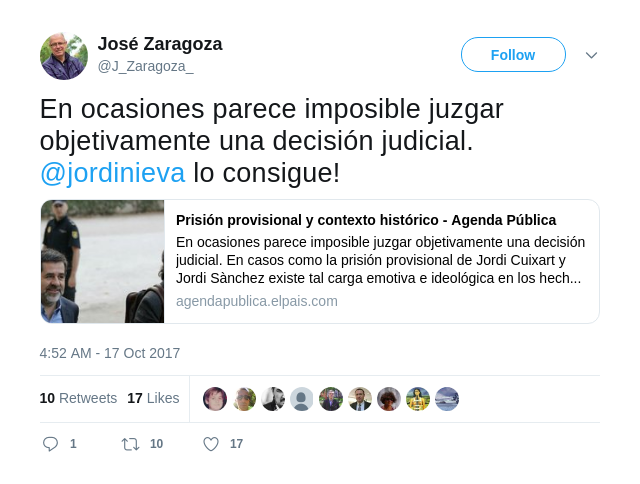 José Zaragoza
@J_Zaragoza_
Follow
En ocasiones parece imposible juzgar
objetivamente una decisión judicial.
@jordinieva lo consigue!
Prisión provisional y contexto histórico - Agenda Pública
En ocasiones parece imposible juzgar objetivamente una decisión
judicial. En casos como la prisión provisional de Jordi Cuixart y
Jordi Sànchez existe tal carga emotiva e ideológica en los hech...
agendapublica.elpais.com
4:52 AM - 17 Oct 2017
10 Retweets 17 Likes
1 10 17